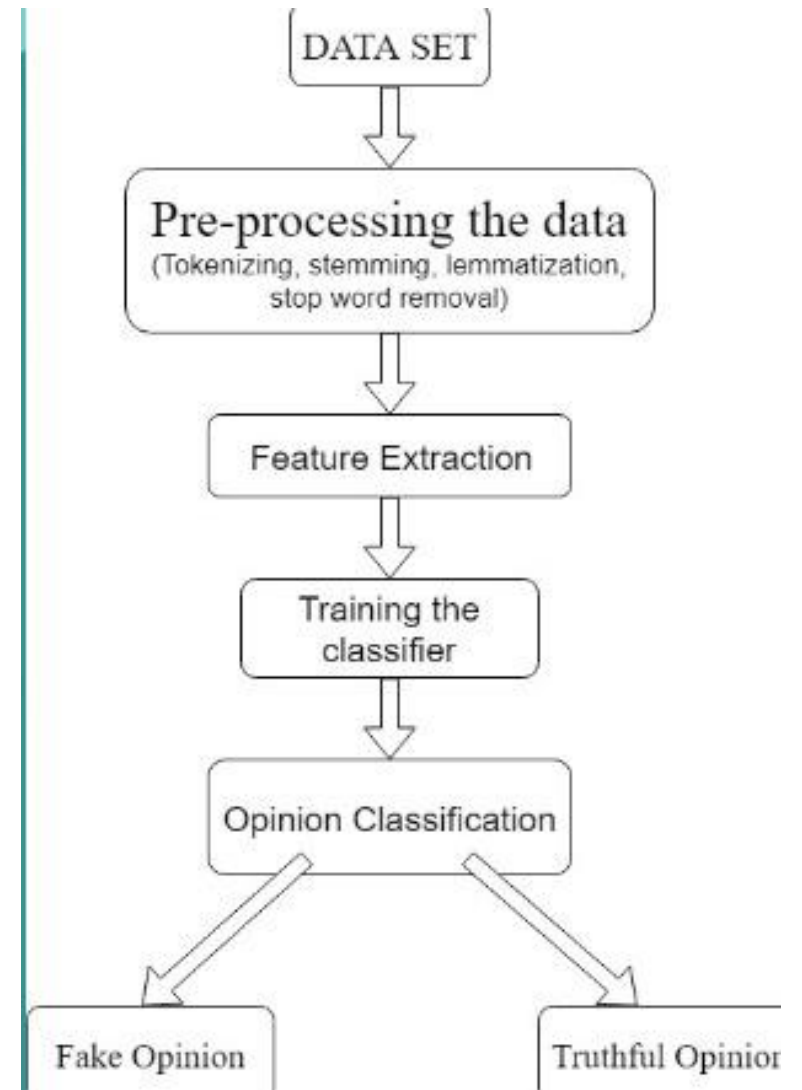 DATA SET
Pre-processing the data
(Tokenizing, stemming, lemmatization,
stop word removal)
Feature Extraction
Training the
classifier
Opinion Classification
Fake Opinion
Truthful Opinion